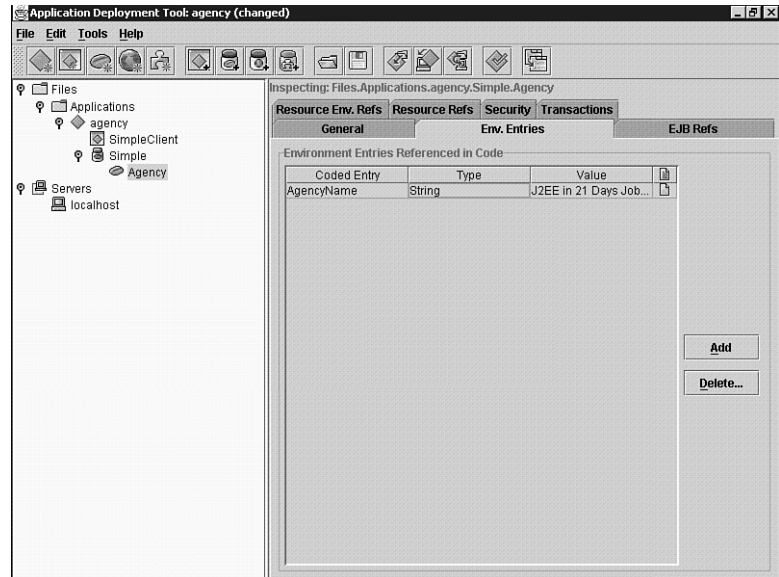 Application Deployment Tool: agency (changed)
File Edit Tools Help
Files
Applications
agency
SimpleClient
Simple
Agency
Servers
localhost
Inspecting: Files.Applications.agency.Simple.Agency
Resource Env. Refs Resource Refs Security Transactions
General Env. Entries EJB Refs
Environment Entries Referenced in Code
Coded Entry Type Value
AgencyName String J2EE in 21 Days Job...
Add
Delete...